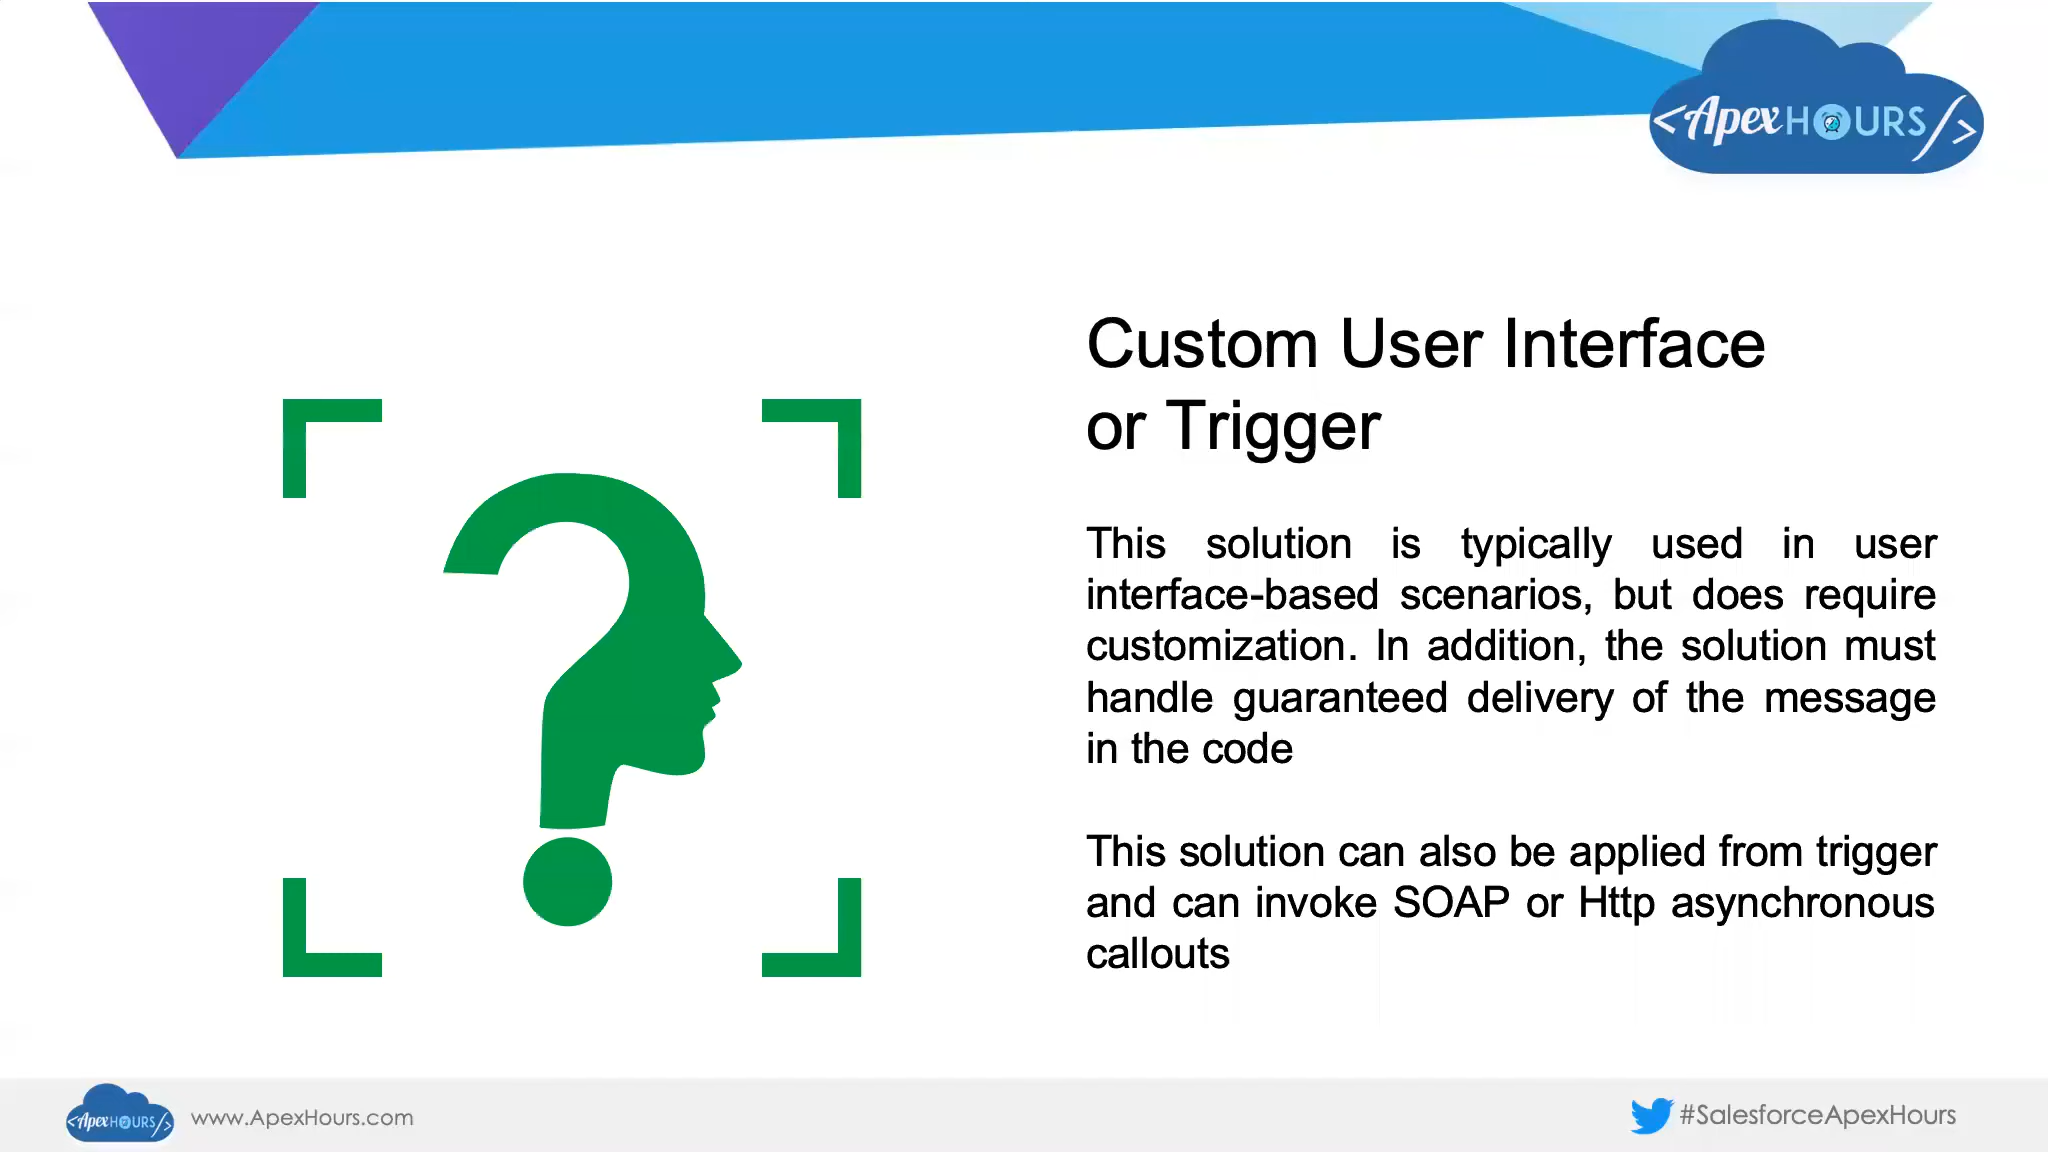 <ApexHOURS/>
Custom User Interface
or Trigger
This solution is typically used in user
interface-based scenarios, but does require
customization. In addition, the solution must
handle guaranteed delivery of the message
in the code
This solution can also be applied from trigger
and can invoke SOAP or Http asynchronous
callouts
<ApexHOURS/>
www.ApexHours.com
#SalesforceApexHours